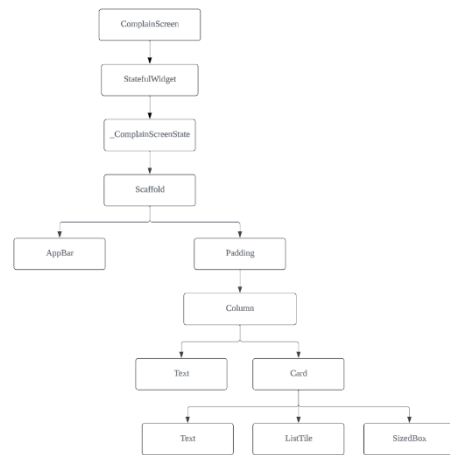 ComplainScreen
StatefulWidget
_ComplainScreenState
Scaffold
AppBar
Padding
Column
Text
Card
Text
ListTile
SizedBox